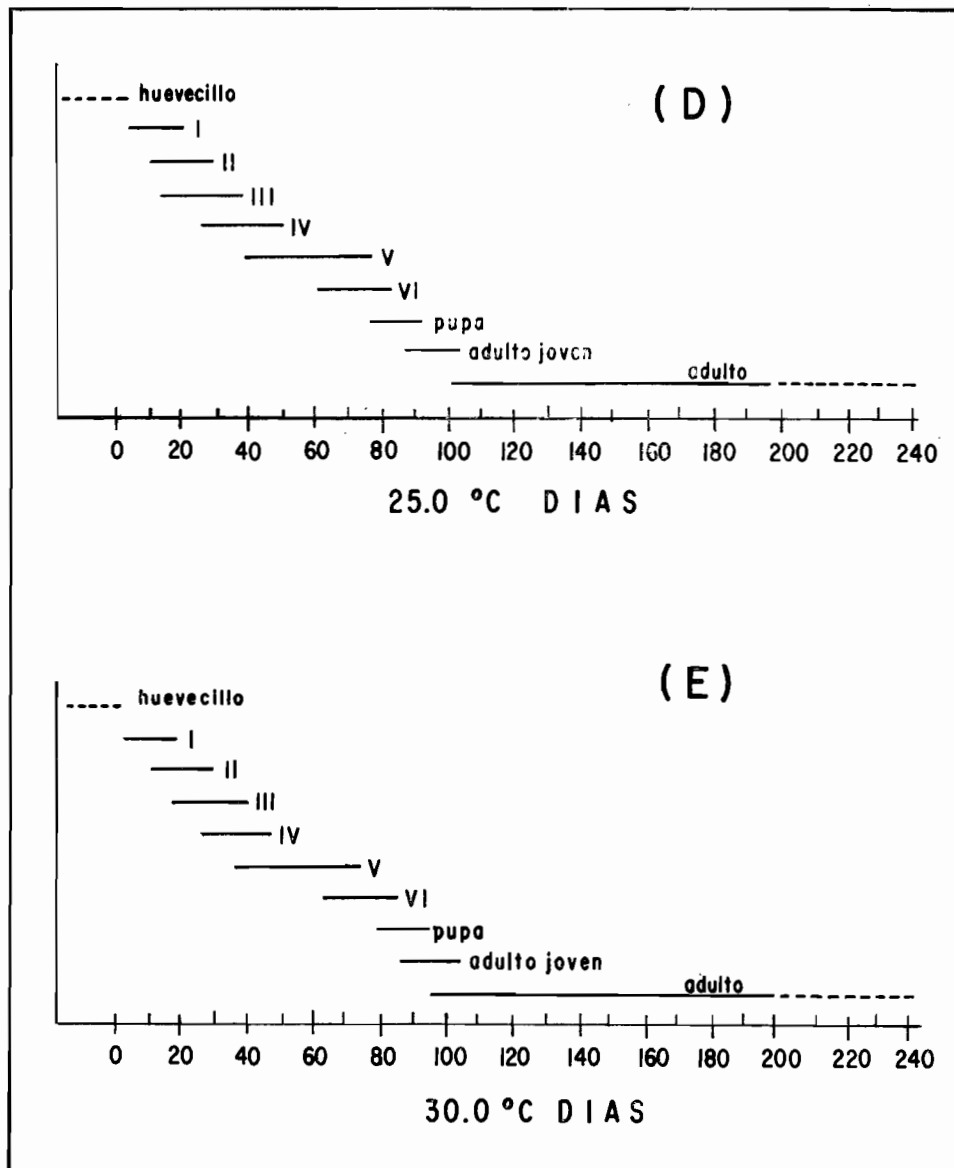 (D)
huevecillo
I
II
III
IV
V
VI
pupa
adulto joven
adulto
0 20 40 60 80 100 120 140 160 180 200 220 240
25.0 °C DIAS
(E)
huevecillo
I
II
III
IV
V
VI
pupa
adulto joven
adulto
0 20 40 60 80 100 120 140 160 180 200 220 240
30.0 °C DIAS